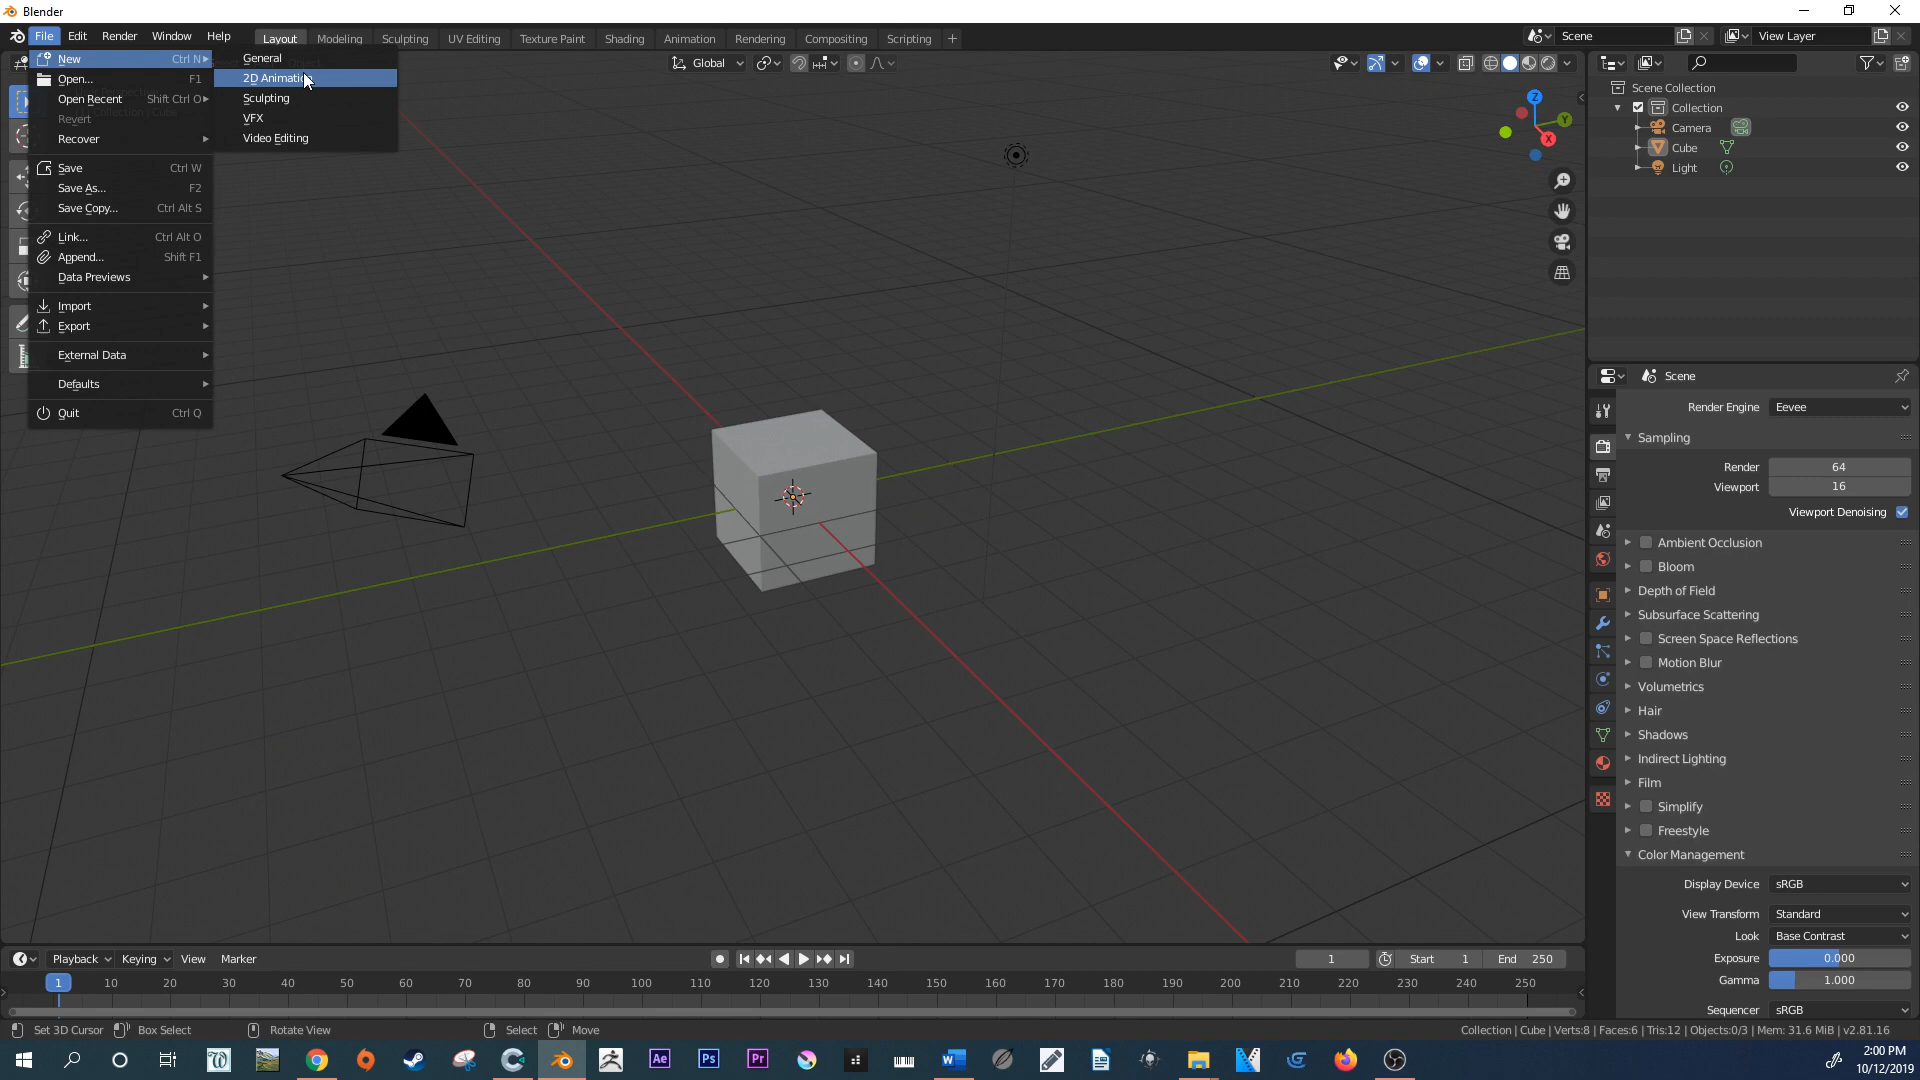 Blender
File Edit Render Window Help Layout Modeling Sculpting UV Editing Texture Paint Shading Animation Rendering Compositing Scripting + Scene View Layer
New Ctrl N
Open... F1
Open Recent Shift Ctrl O
Revert
Recover
Save Ctrl W
Save As... F2
Save Copy... Ctrl Alt S
Link... Ctrl Alt O
Append... Shift F1
Data Previews
Import
Export
External Data
Defaults
Quit Ctrl Q
General
2D Animation
Sculpting
VFX
Video Editing
Global
Z
Y
X
Scene Collection
Collection
Camera
Cube
Light
Scene
Render Engine Eevee
Sampling
Render 64
Viewport 16
Viewport Denoising
Ambient Occlusion
Bloom
Depth of Field
Subsurface Scattering
Screen Space Reflections
Motion Blur
Volumetrics
Hair
Shadows
Indirect Lighting
Film
Simplify
Freestyle
Color Management
Display Device sRGB
View Transform Standard
Look Base Contrast
Exposure 0.000
Gamma 1.000
Sequencer sRGB
Playback Keying View Marker 1 Start 1 End 250
1 10 20 30 40 50 60 70 80 90 100 110 120 130 140 150 160 170 180 190 200 210 220 230 240 250
Set 3D Cursor Box Select Rotate View Select Move Collection | Cube | Verts:8 | Faces:6 | Tris:12 | Objects:0/3 | Mem: 31.6 MiB | v2.81.16
Ae Ps Pr
2:00 PM
10/12/2019